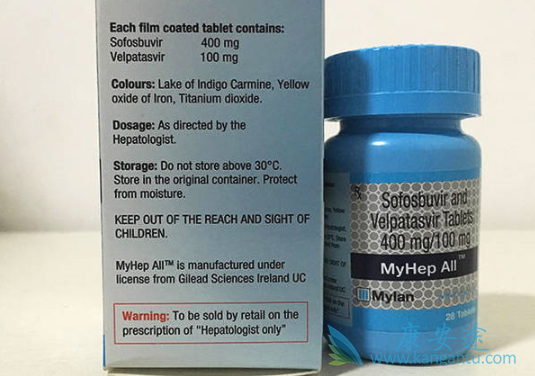 Each film coated tablet contains:
Sofosbuvir 400 mg
Velpatasvir 100 mg
Colours: Lake of Indigo Carmine, Yellow
oxide of Iron, Titanium dioxide.
Dosage: As directed by the
Hepatologist.
Storage: Do not store above 30°C.
Store in the original container. Protect
from moisture.
KEEP OUT OF THE REACH AND SIGHT OF
CHILDREN.
MyHep All™ is manufactured under
license from Gilead Sciences Ireland UC
Warning: To be sold by retail on the
prescription of "Hepatologist only"
Rx
Sofosbuvir and
Velpatasvir Tablets
400 mg/100 mg
MyHep All™
Mylan
28 Tablets
康安途
www.kangantu.com